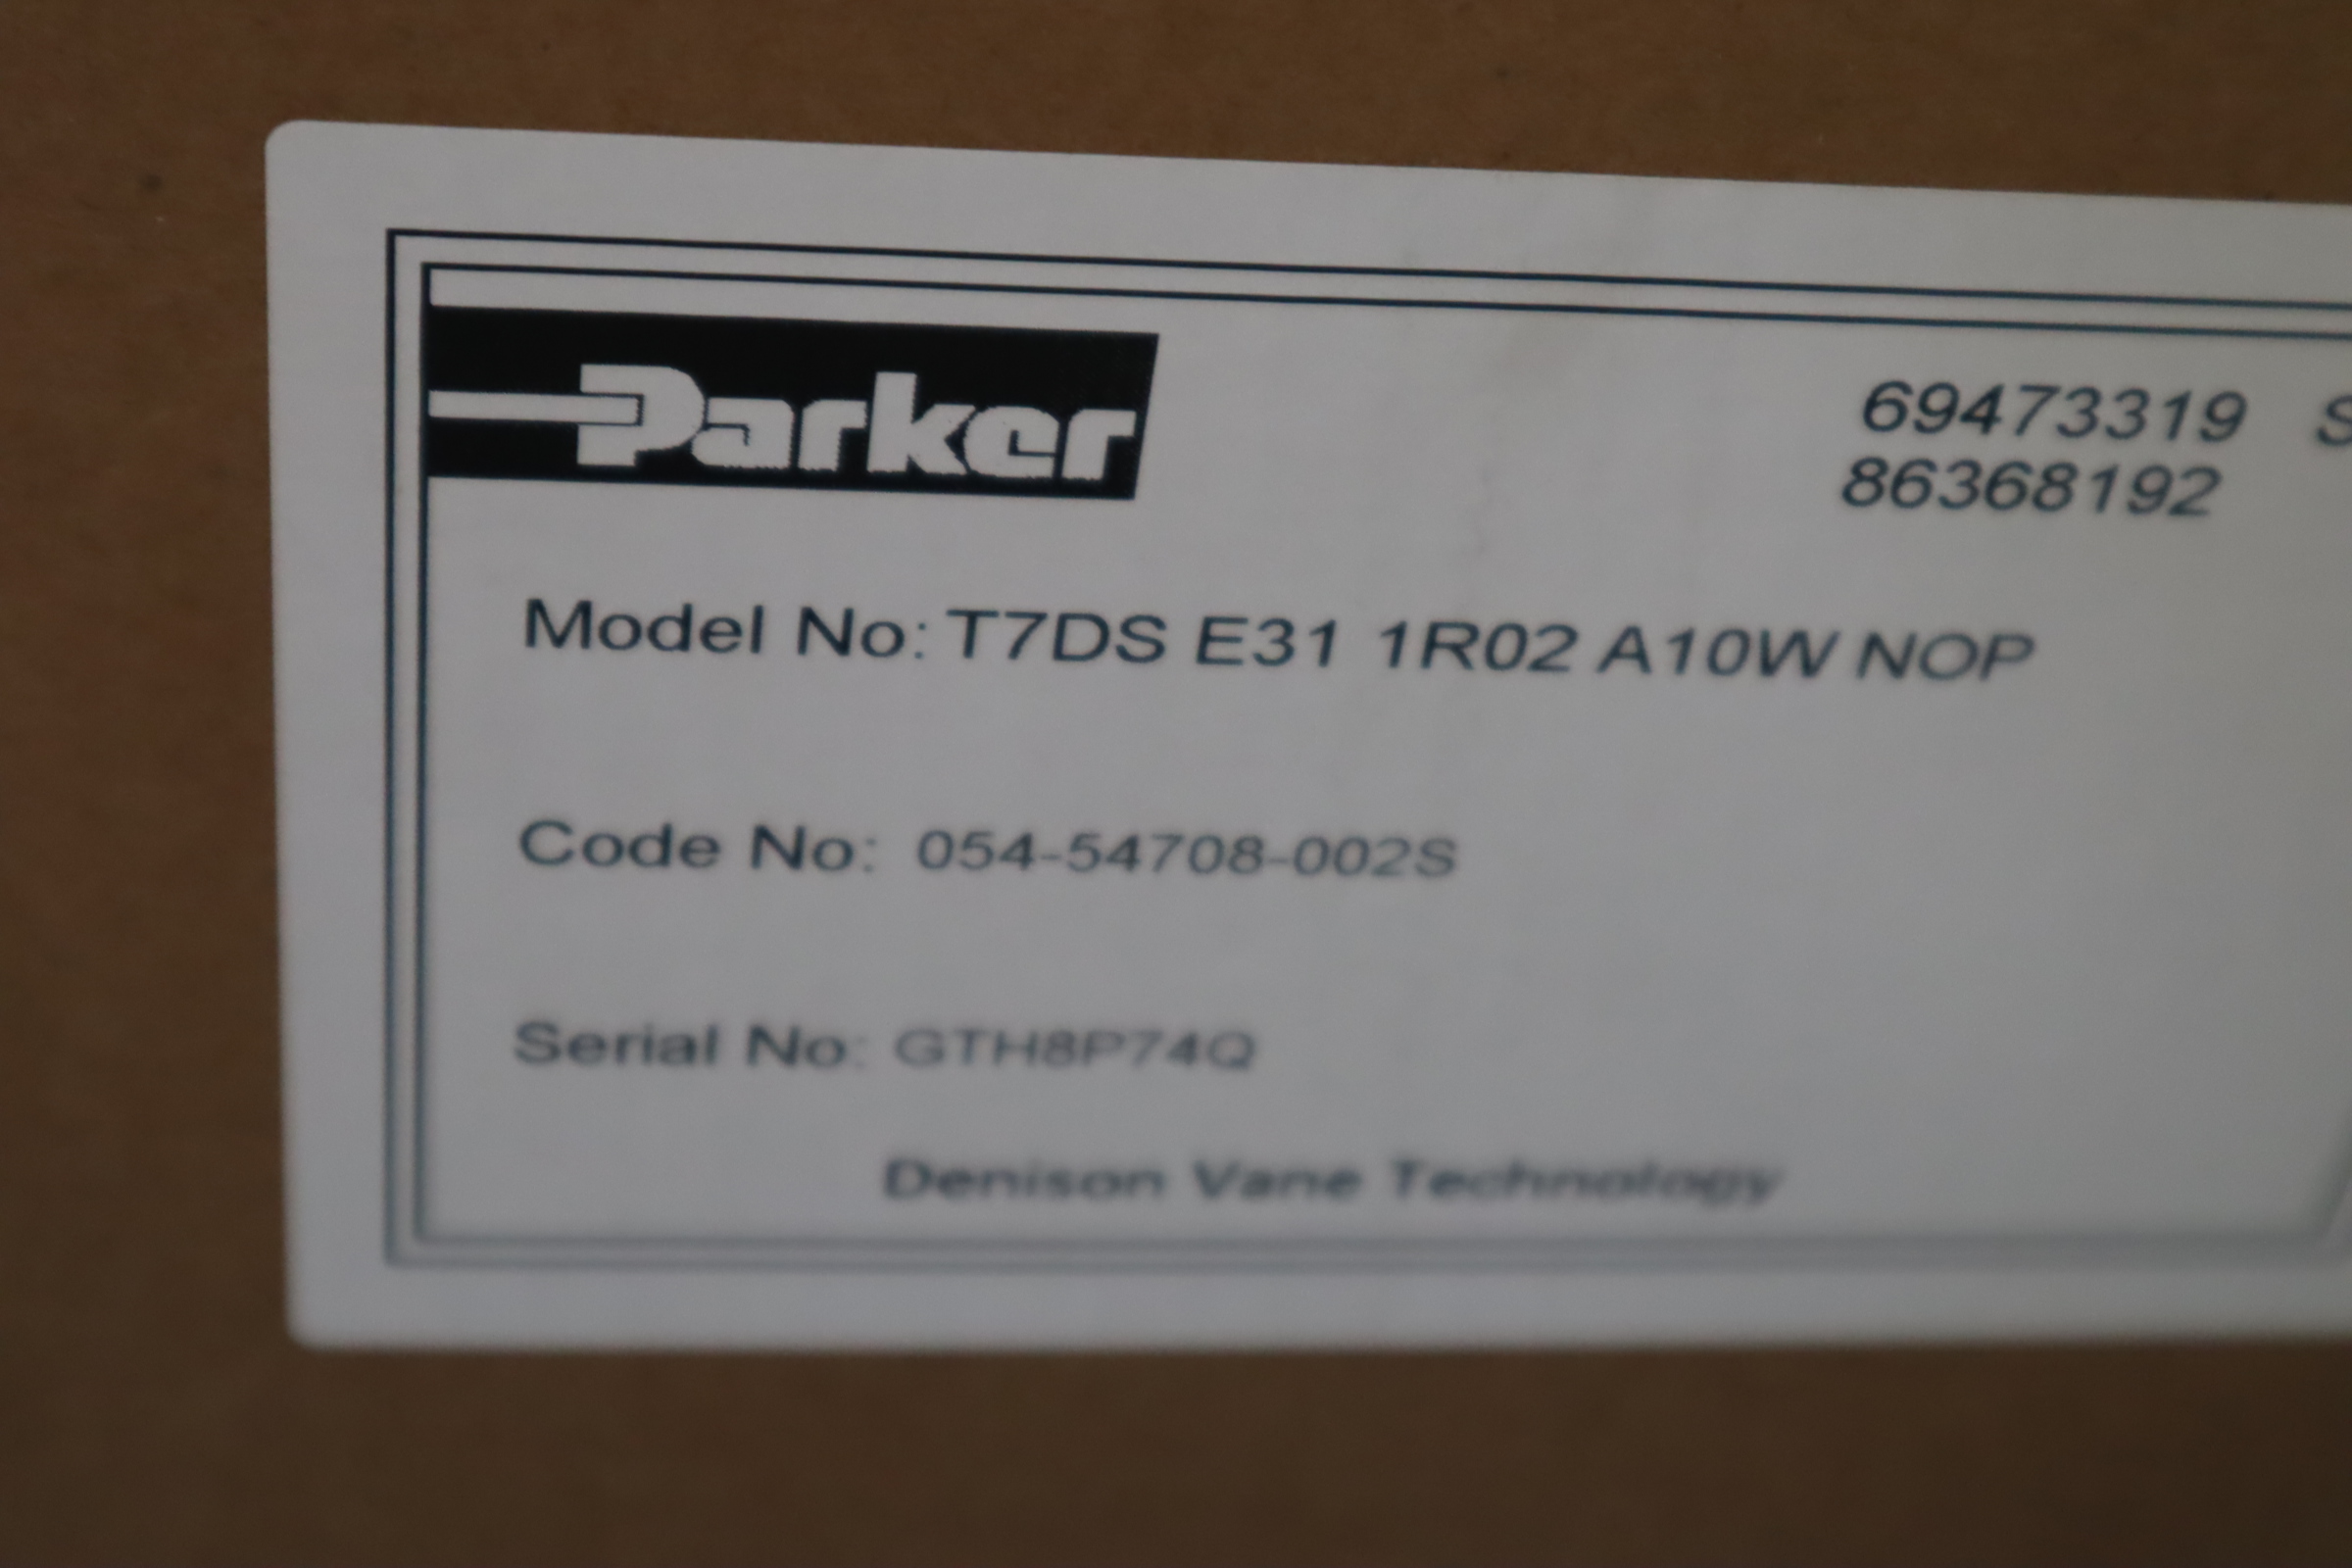 Parker
69473319 S
86368192
Model No: T7DS E31 1R02 A10W NOP
Code No: 054-54708-002S
Serial No: GTH8P74Q
Denison Vane Technology